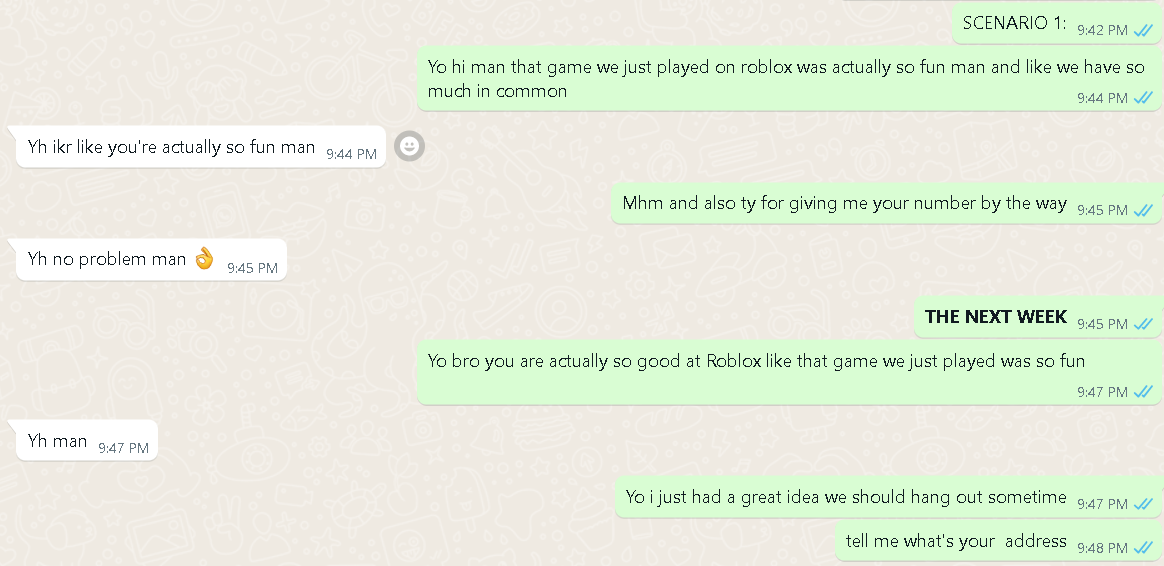 SCENARIO 1:
9:42 PM
Yo hi man that game we just played on roblox was actually so fun man and like we have so
much in common
9:44 PM
Yh ikr like you're actually so fun man
9:44 PM
Mhm and also ty for giving me your number by the way
9:45 PM
Yh no problem man 👌
9:45 PM
THE NEXT WEEK
9:45 PM
Yo bro you are actually so good at Roblox like that game we just played was so fun
9:47 PM
Yh man
9:47 PM
Yo i just had a great idea we should hang out sometime
9:47 PM
tell me what's your  address
9:48 PM